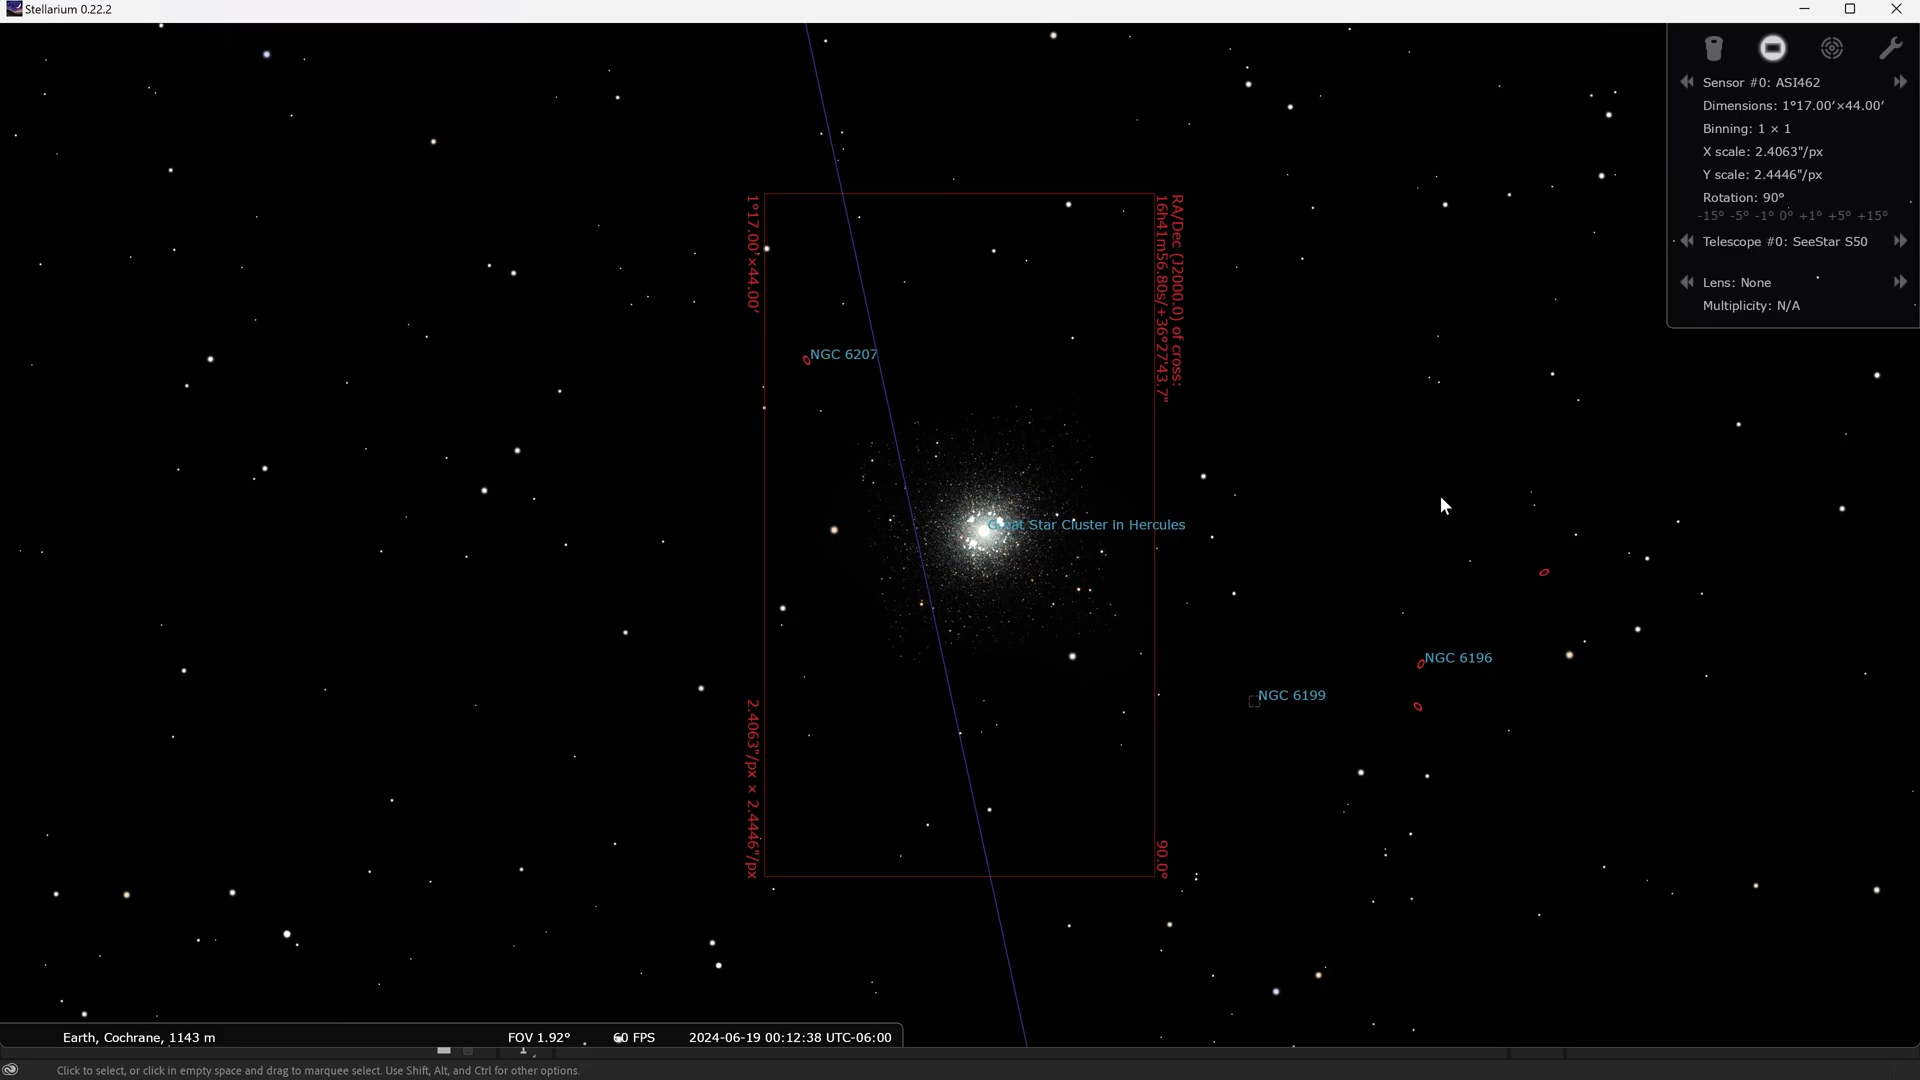 Stellarium 0.22.2
Sensor #0: ASI462
Dimensions: 1°17.00′×44.00′
Binning: 1 × 1
X scale: 2.4063"/px
Y scale: 2.4446"/px
Rotation: 90°
-15° -5° -1° 0° +1° +5° +15°
Telescope #0: SeeStar S50
Lens: None
Multiplicity: N/A
1°17.00′×44.00′
RA/Dec (J2000.0) of cross:
16h41m56.80s/+36°27'43.7"
NGC 6207
Great Star Cluster in Hercules
NGC 6196
NGC 6199
2.4063"/px × 2.4446"/px
90.0°
Earth, Cochrane, 1143 m FOV 1.92° 60 FPS 2024-06-19 00:12:38 UTC-06:00
Click to select, or click in empty space and drag to marquee select. Use Shift, Alt, and Ctrl for other options.